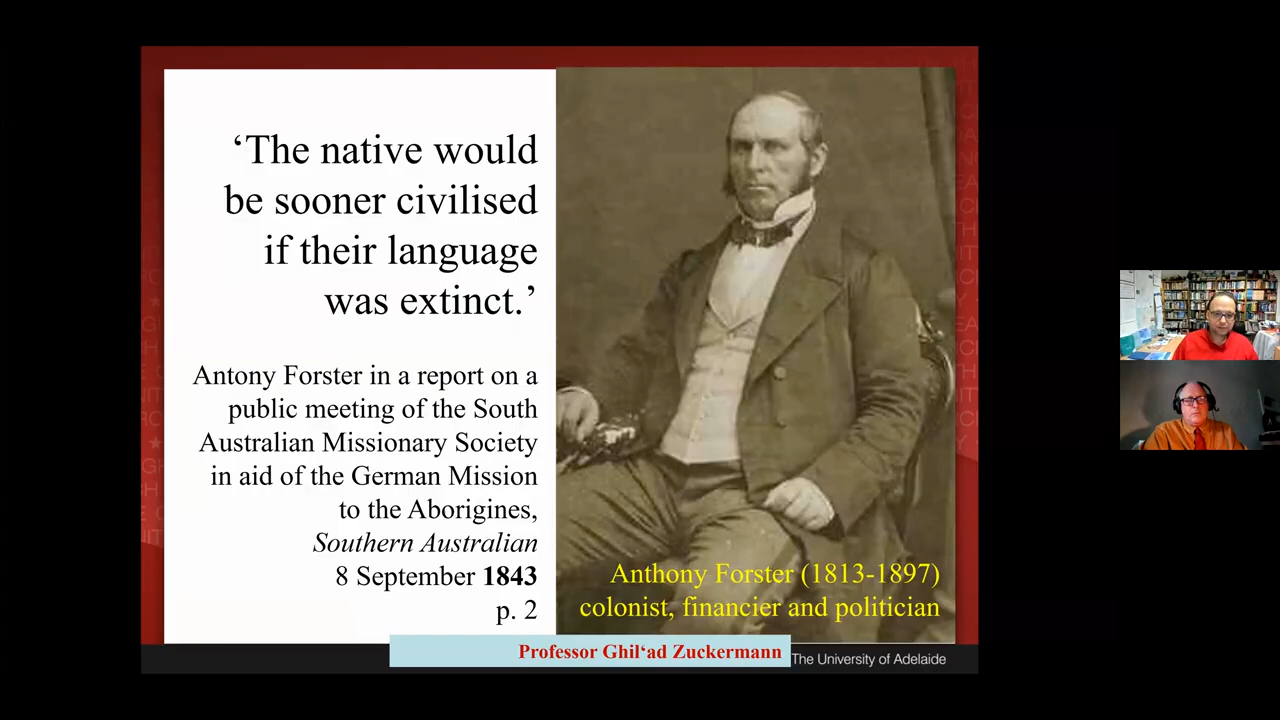 ‘The native would
be sooner civilised
if their language
was extinct.’
Antony Forster in a report on a
public meeting of the South
Australian Missionary Society
in aid of the German Mission
to the Aborigines,
Southern Australian
8 September 1843
p. 2
Anthony Forster (1813-1897)
colonist, financier and politician
Professor Ghil‘ad Zuckermann
The University of Adelaide